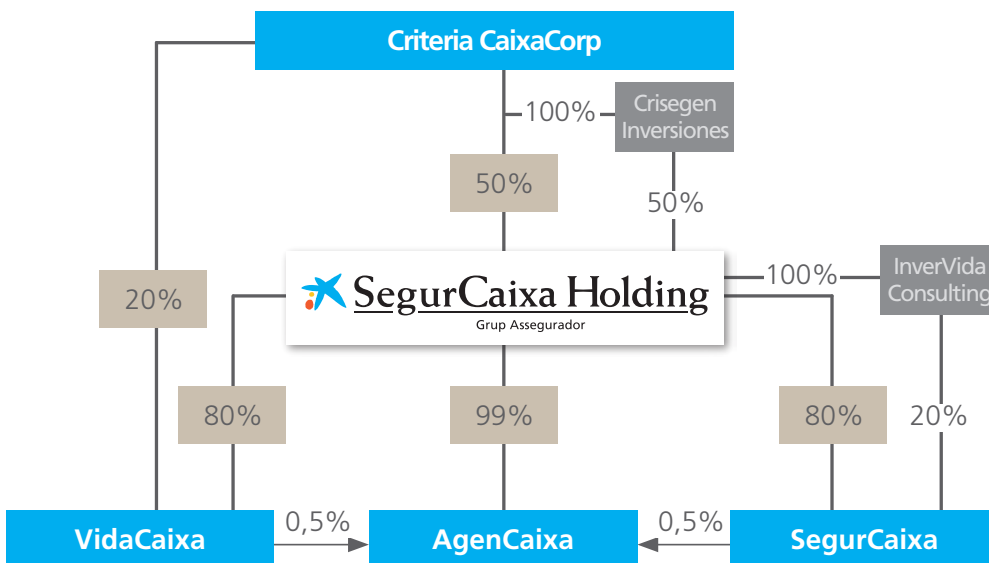 Criteria CaixaCorp
100%
Crisegen
Inversiones
50%
50%
SegurCaixa Holding
Grup Assegurador
100%
InverVida
Consulting
20%
80%
99%
80%
20%
VidaCaixa
0,5%
AgenCaixa
0,5%
SegurCaixa